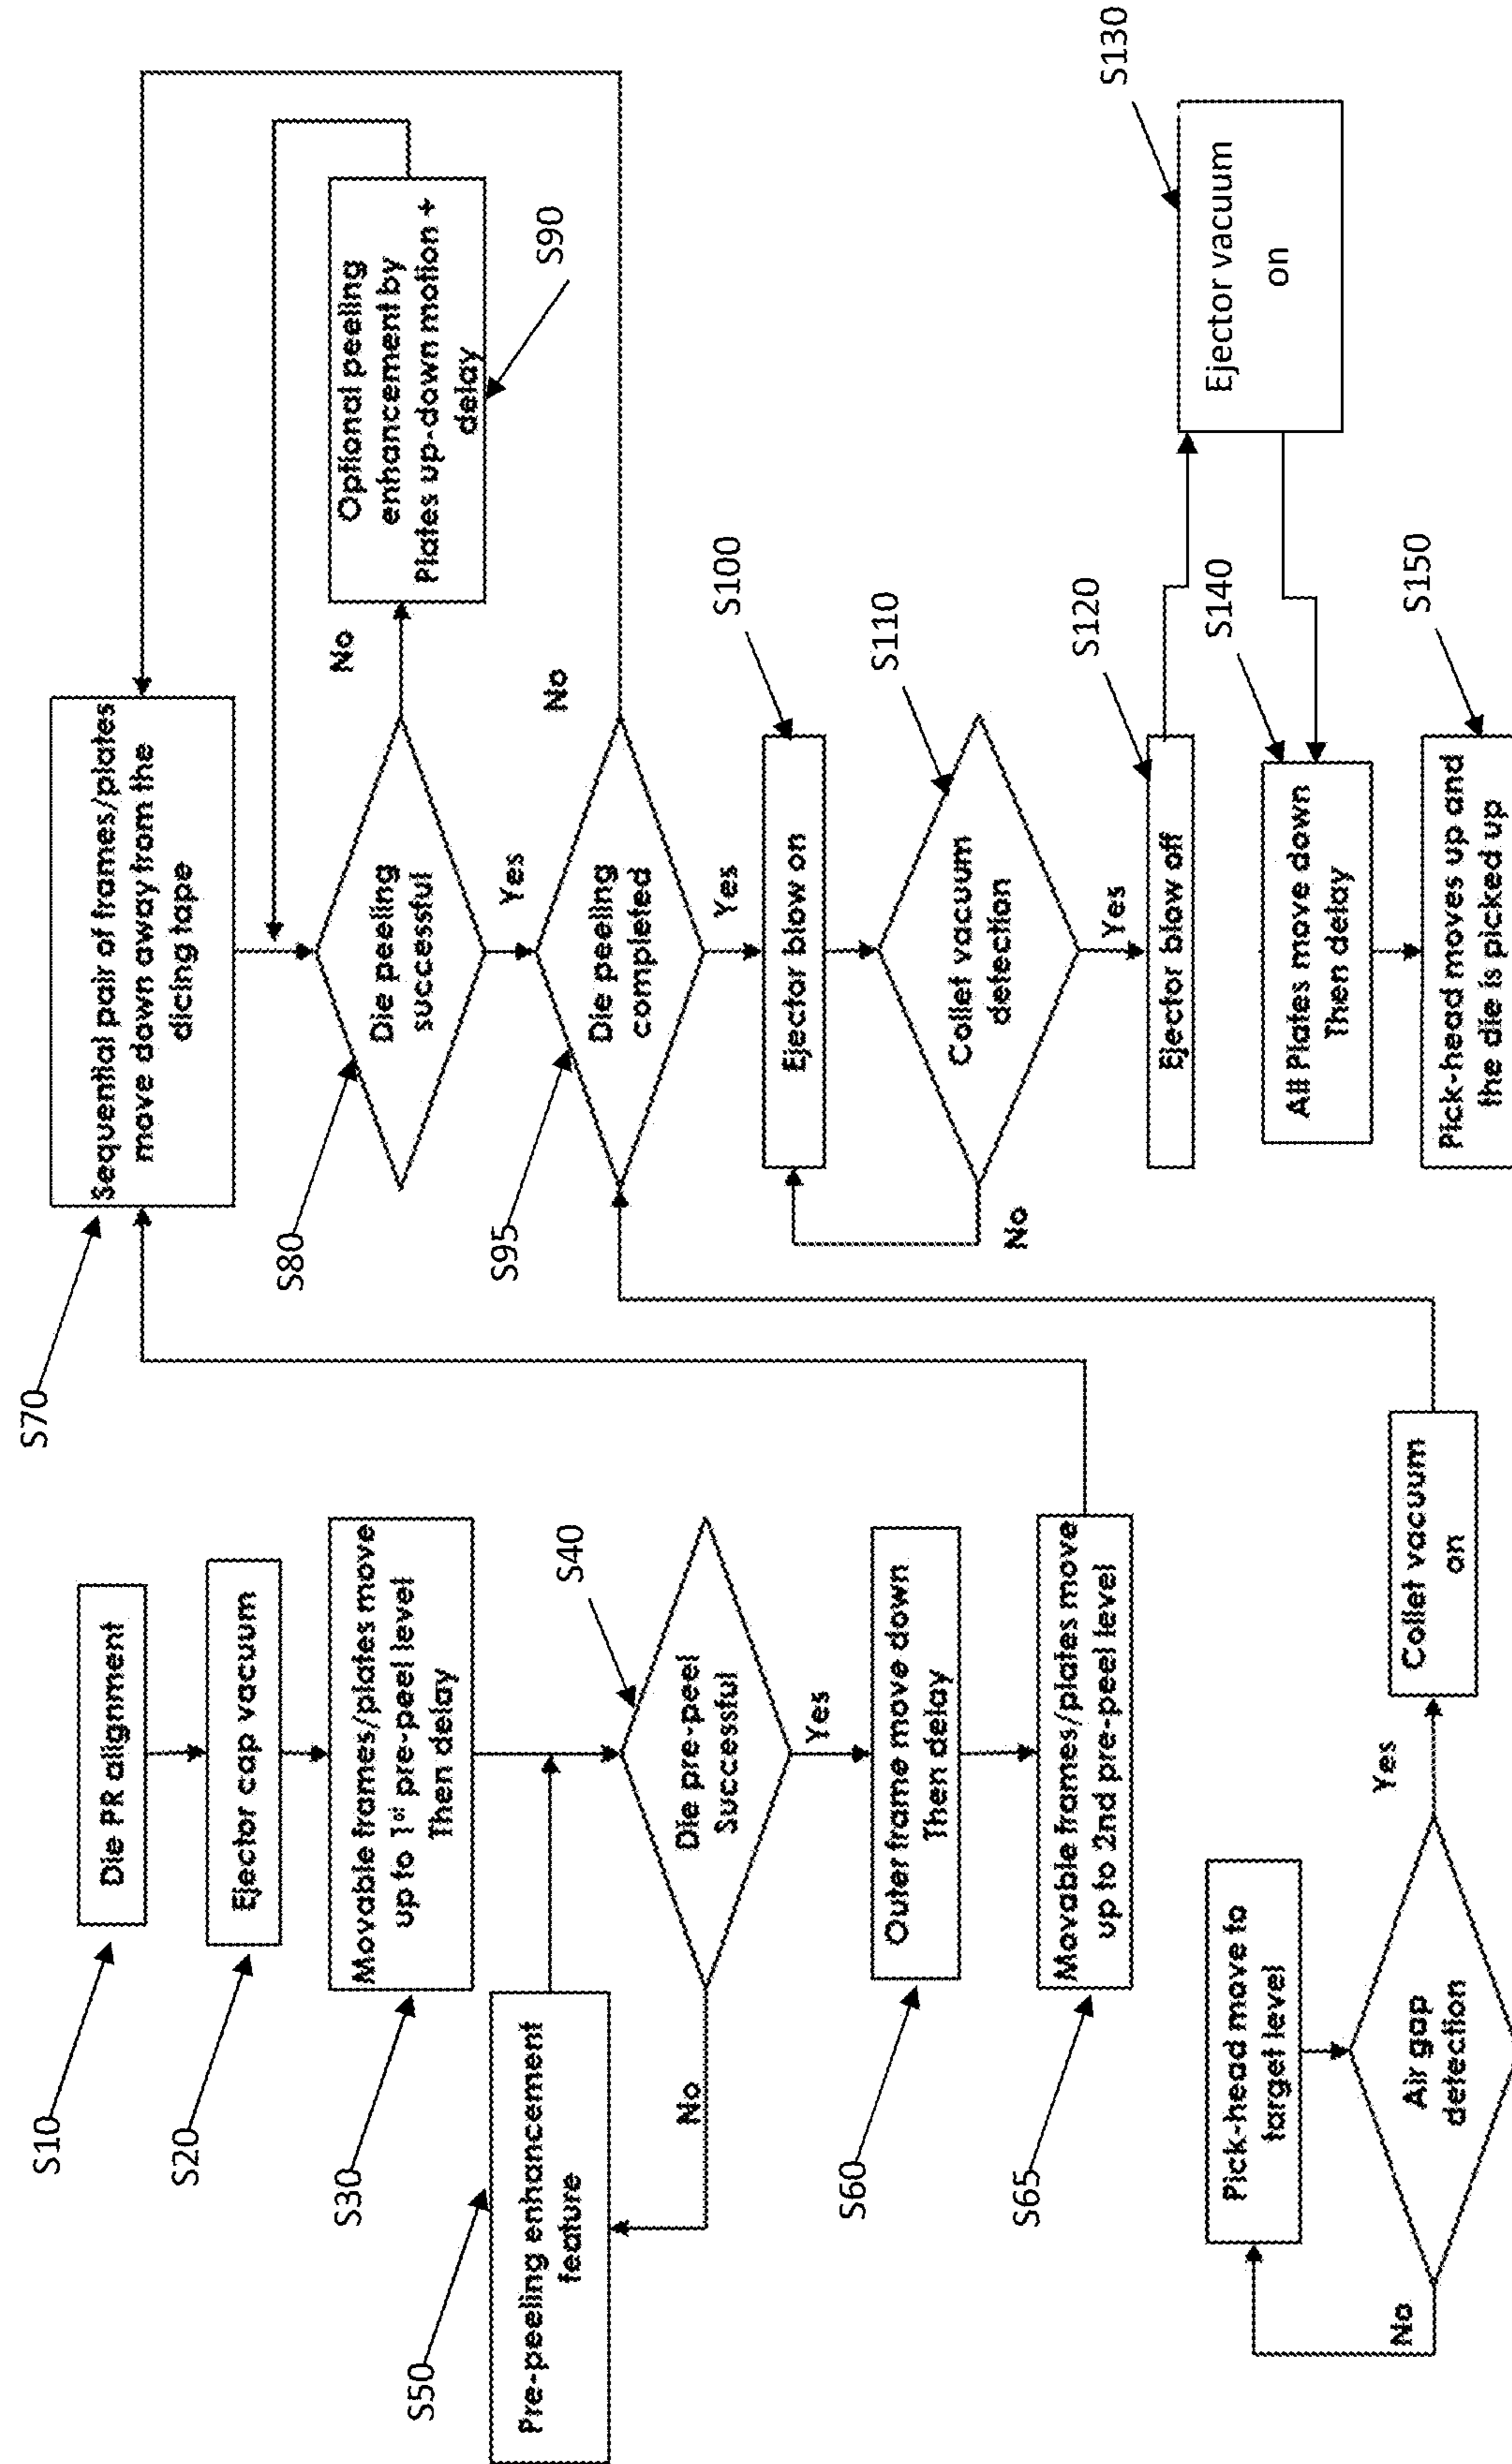 S10
Die PR alignment
S20
Ejector cap vacuum
S30
Movable frames/plates move
up to 1st pre-peel level
Then delay
S50
Pre-peeling enhancement
feature
S40
Die pre-peel
Successful
No
Yes
S60
Outer frame move down
Then delay
S65
Movable frames/plates move
up to 2nd pre-peel level
Pick-head move to
target level
Air gap
detection
No
Yes
Collet vacuum
on
S70
Sequential pair of frames/plates
move down away from the
dicing tape
S80
Die peeling
successful
No
Yes
Optional peeling
enhancement by
Plates up-down motion +
delay
S90
S95
Die peeling
completed
No
Yes
S100
Ejector blow on
S110
Collet vacuum
detection
No
Yes
S120
Ejector blow off
S130
Ejector vacuum
on
S140
All Plates move down
Then delay
S150
Pick-head moves up and
the die is picked up